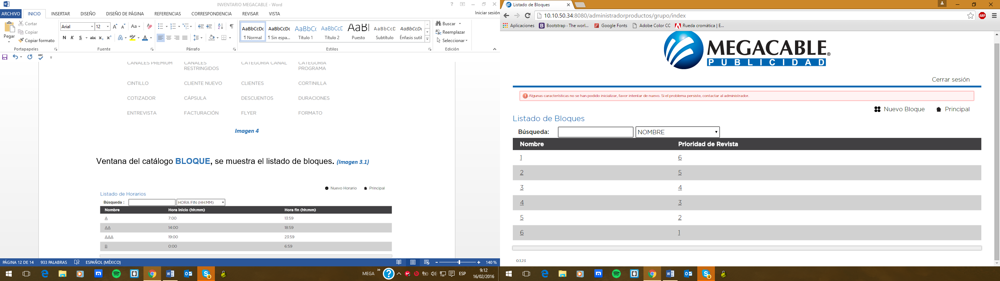 INVENTARIO MEGACABLE - Word
ARCHIVO INICIO INSERTAR DISEÑO DISEÑO DE PÁGINA REFERENCIAS CORRESPONDENCIA REVISAR VISTA Iniciar sesión
Pegar
Cortar
Copiar
Copiar formato
Portapapeles
Arial 12
Aa
N K S abc x₂ x²
Fuente
Párrafo
AaBbCcDc AaBbCcDc AaBbCc AaBbCcD AaBl AaBbCcD AaBbCcDc
¶ Normal ¶ Sin espa... Título 1 Título 2 Puesto Subtítulo Énfasis sutil
Estilos
Buscar
Reemplazar
Seleccionar
Edición
CANALES PREMIUM CANALES RESTRINGIDOS CATEGORIA CANAL CATEGORIA PROGRAMA
CINTILLO CLIENTE NUEVO CLIENTES CORTINILLA
COTIZADOR CÁPSULA DESCUENTOS DURACIONES
ENTREVISTA FACTURACIÓN FLYER FORMATO
Imagen 4
Ventana del catálogo BLOQUE, se muestra el listado de bloques. (Imagen 3.1)
Nuevo Horario Principal
Listado de Horarios
Búsqueda : HORA FIN (HH:MM)
Nombre Hora Inicio (hh:mm) Hora fin (hh:mm)
A 7:00 13:59
AA 14:00 18:59
AAA 19:00 23:59
B 0:00 6:59
PÁGINA 12 DE 14 933 PALABRAS ESPAÑOL (MÉXICO) 140 %
MEGA » ESP 9:12
16/02/2016
Listado de Bloques
10.10.50.34:8080/administradorproductos/grupo/index
ABP
Aplicaciones Bootstrap · The worl... Google Fonts Adobe Color CC Rueda cromática | E...
MEGACABLE®
PUBLICIDAD
Cerrar sesión
Algunas características no se han podido inicializar, favor intentar de nuevo. Si el problema persiste, contactar al administrador.
Nuevo Bloque Principal
Listado de Bloques
Búsqueda: NOMBRE
Nombre Prioridad de Revista
1 6
2 5
3 4
4 3
5 2
6 1
0.1.23